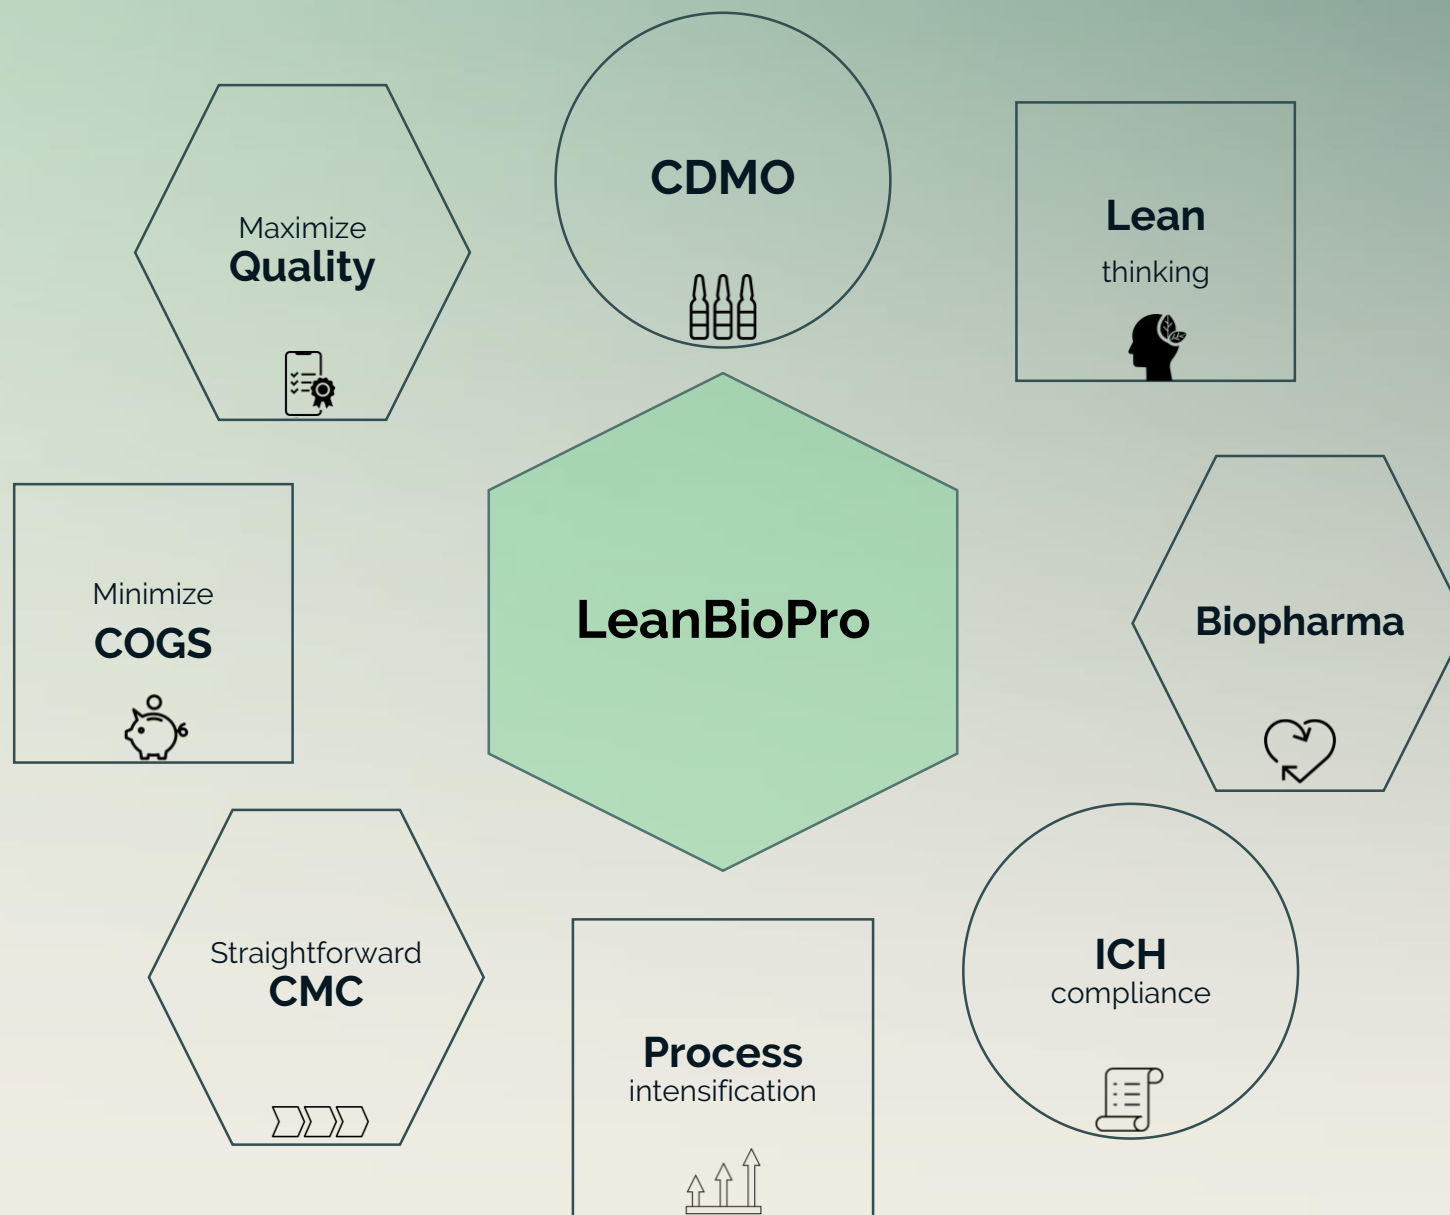 CDMO
Maximize
Quality
Lean
thinking
Minimize
COGS
LeanBioPro
Biopharma
Straightforward
CMC
ICH
compliance
Process
intensification